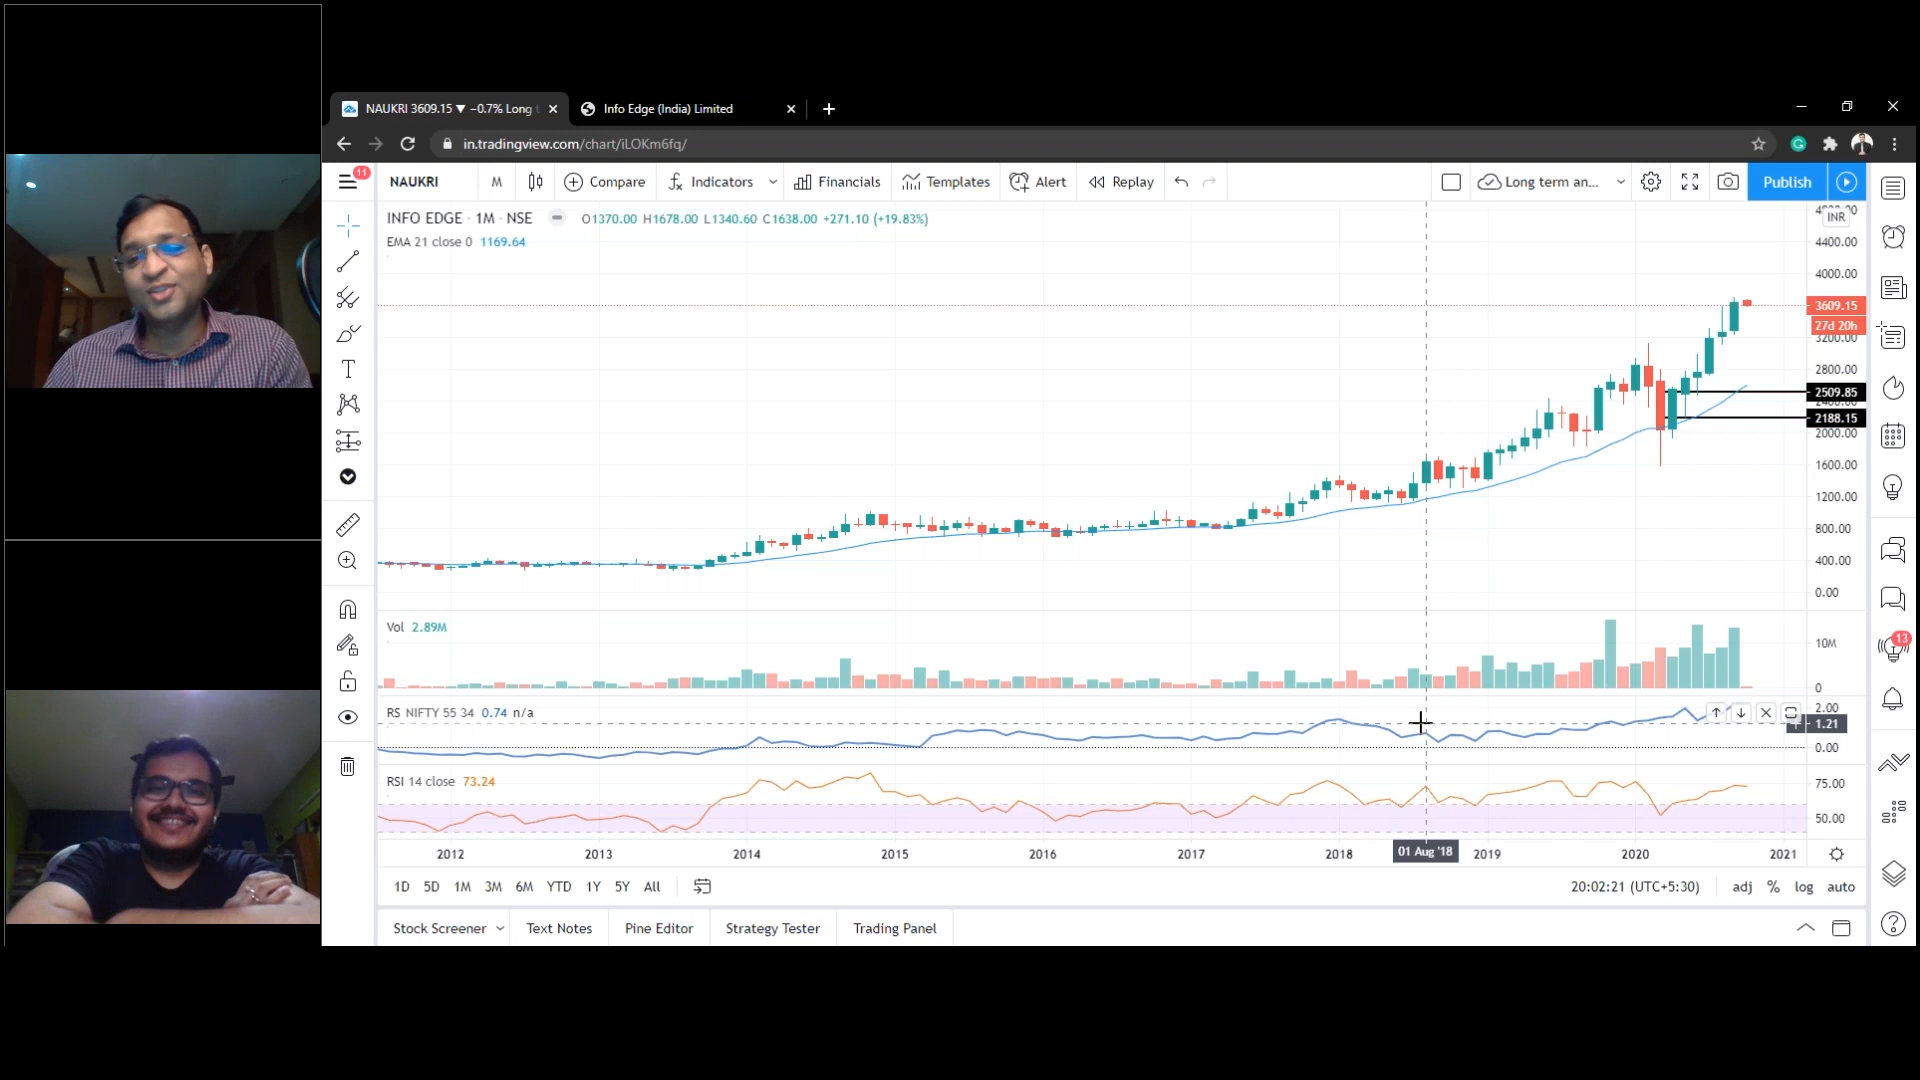 NAUKRI 3609.15 ▼ −0.7% Long t
Info Edge (India) Limited
in.tradingview.com/chart/iLOKm6fq/
11
NAUKRI M Compare Indicators Financials Templates Alert Replay Long term an... Publish
INFO EDGE · 1M · NSE O1370.00 H1678.00 L1340.60 C1638.00 +271.10 (+19.83%)
INR
EMA 21 close 0 1169.64
4400.00
4000.00
3609.15
27d 20h
3200.00
2800.00
2509.85
2188.15
2000.00
1600.00
1200.00
800.00
400.00
0.00
Vol 2.89M
10M
0
13
RS NIFTY 55 34 0.74 n/a
2.00
1.21
0.00
RSI 14 close 73.24
75.00
50.00
2012 2013 2014 2015 2016 2017 2018 01 Aug '18 2019 2020 2021
1D 5D 1M 3M 6M YTD 1Y 5Y All 20:02:21 (UTC+5:30) adj % log auto
Stock Screener Text Notes Pine Editor Strategy Tester Trading Panel